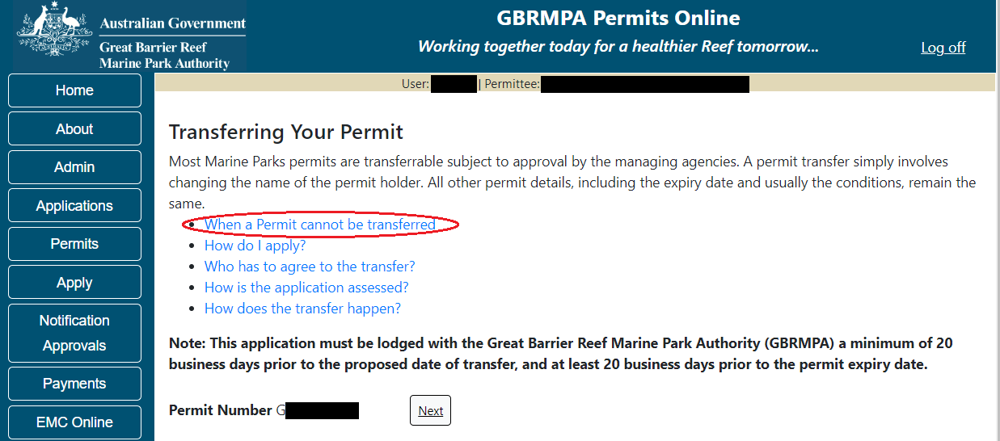 Australian Government
Great Barrier Reef
Marine Park Authority
GBRMPA Permits Online
Working together today for a healthier Reef tomorrow...
Log off
Home
About
Admin
Applications
Permits
Apply
Notification
Approvals
Payments
EMC Online
User: | Permittee:
Transferring Your Permit
Most Marine Parks permits are transferrable subject to approval by the managing agencies. A permit transfer simply involves
changing the name of the permit holder. All other permit details, including the expiry date and usually the conditions, remain the
same.
• When a Permit cannot be transferred
• How do I apply?
• Who has to agree to the transfer?
• How is the application assessed?
• How does the transfer happen?
Note: This application must be lodged with the Great Barrier Reef Marine Park Authority (GBRMPA) a minimum of 20
business days prior to the proposed date of transfer, and at least 20 business days prior to the permit expiry date.
Permit Number G
Next